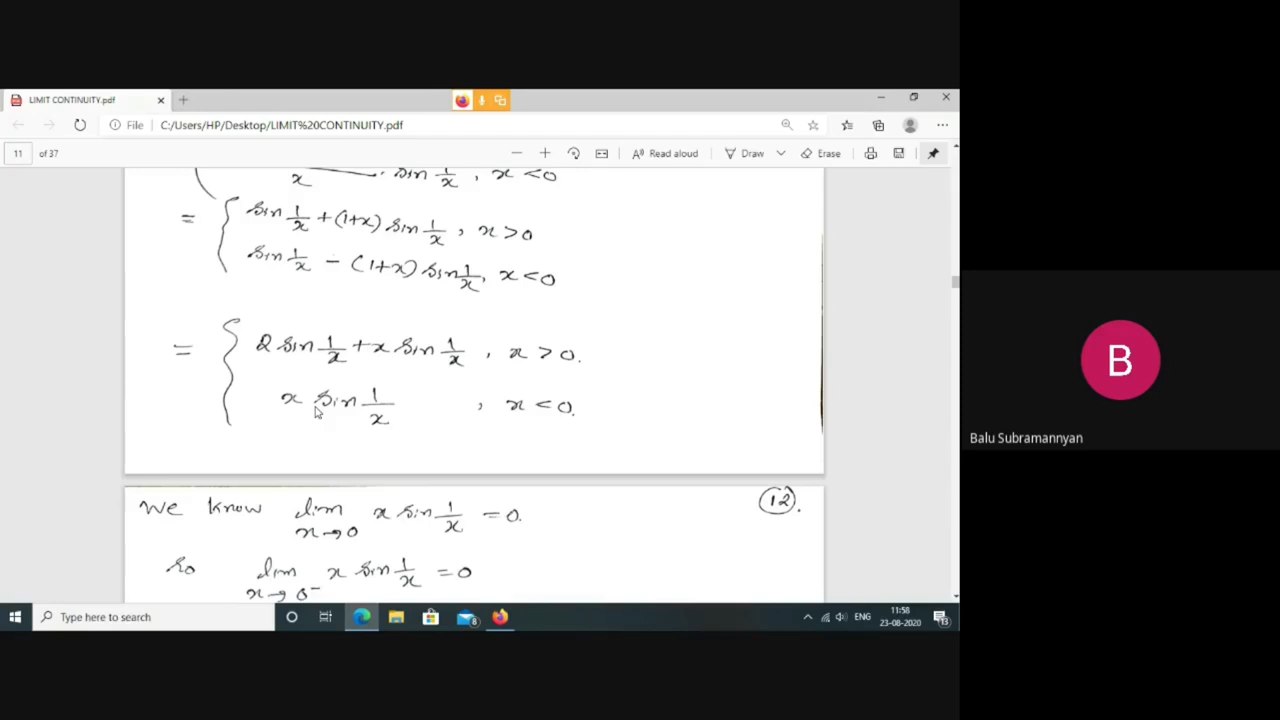 LIMIT CONTINUITY.pdf
File C:/Users/HP/Desktop/LIMIT%20CONTINUITY.pdf
11 of 37 Read aloud Draw Erase
x sin 1/x, x < 0
= { sin 1/x + (1+x) sin 1/x, x > 0
sin 1/x - (1+x) sin 1/x, x < 0
= { 2 sin 1/x + x sin 1/x, x > 0.
x sin 1/x, x < 0.
We know lim x→0 x sin 1/x = 0.
12.
so lim x→0⁻ x sin 1/x = 0
Type here to search
8
ENG
11:58
23-08-2020
13
B
Balu Subramannyan